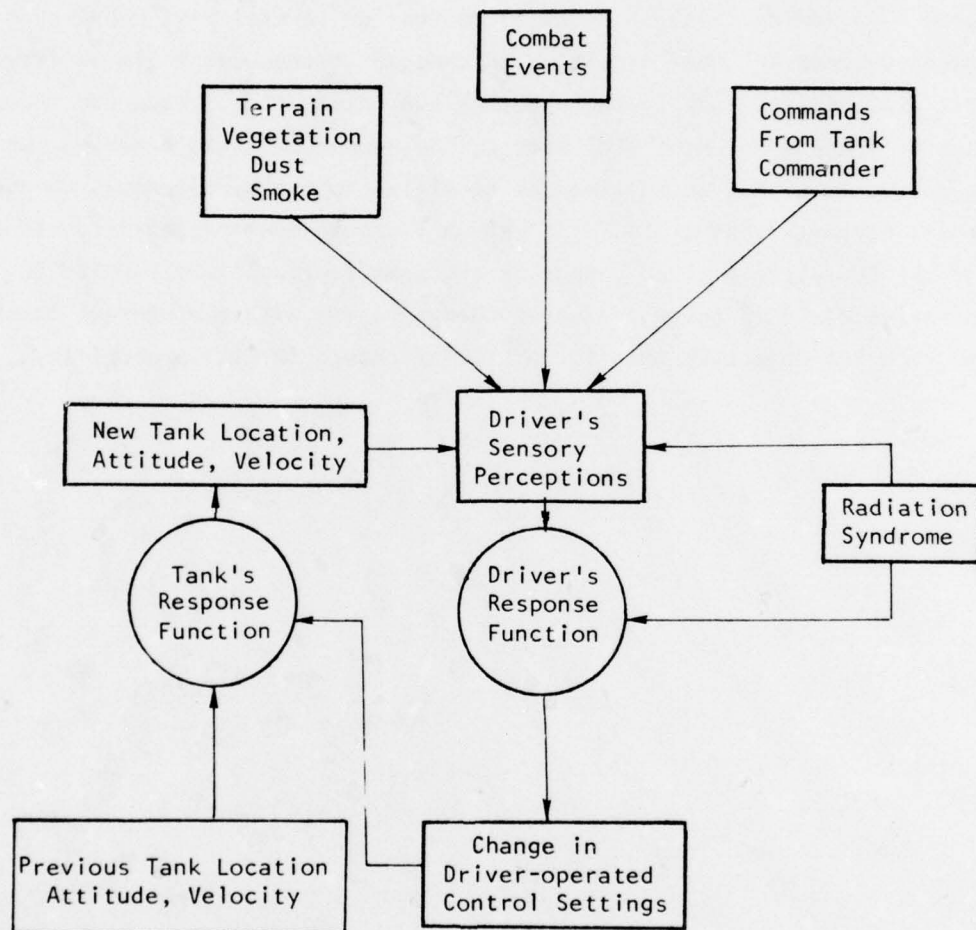 Combat
Events
Terrain
Vegetation
Dust
Smoke
Commands
From Tank
Commander
New Tank Location,
Attitude, Velocity
Driver's
Sensory
Perceptions
Radiation
Syndrome
Tank's
Response
Function
Driver's
Response
Function
Previous Tank Location
Attitude, Velocity
Change in
Driver-operated
Control Settings